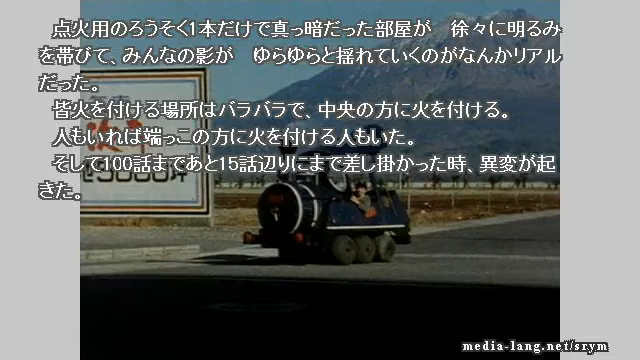 点火用のろうそく1本だけで真っ暗だった部屋が　徐々に明るみ
を帯びて、みんなの影が　ゆらゆらと揺れていくのがなんかリアル
だった。
皆火を付ける場所はバラバラで、中央の方に火を付ける。
人もいれば端っこの方に火を付ける人もいた。
そして100話まであと15話辺りにまで差し掛かった時、異変が起
きた。
media-lang.net/srym